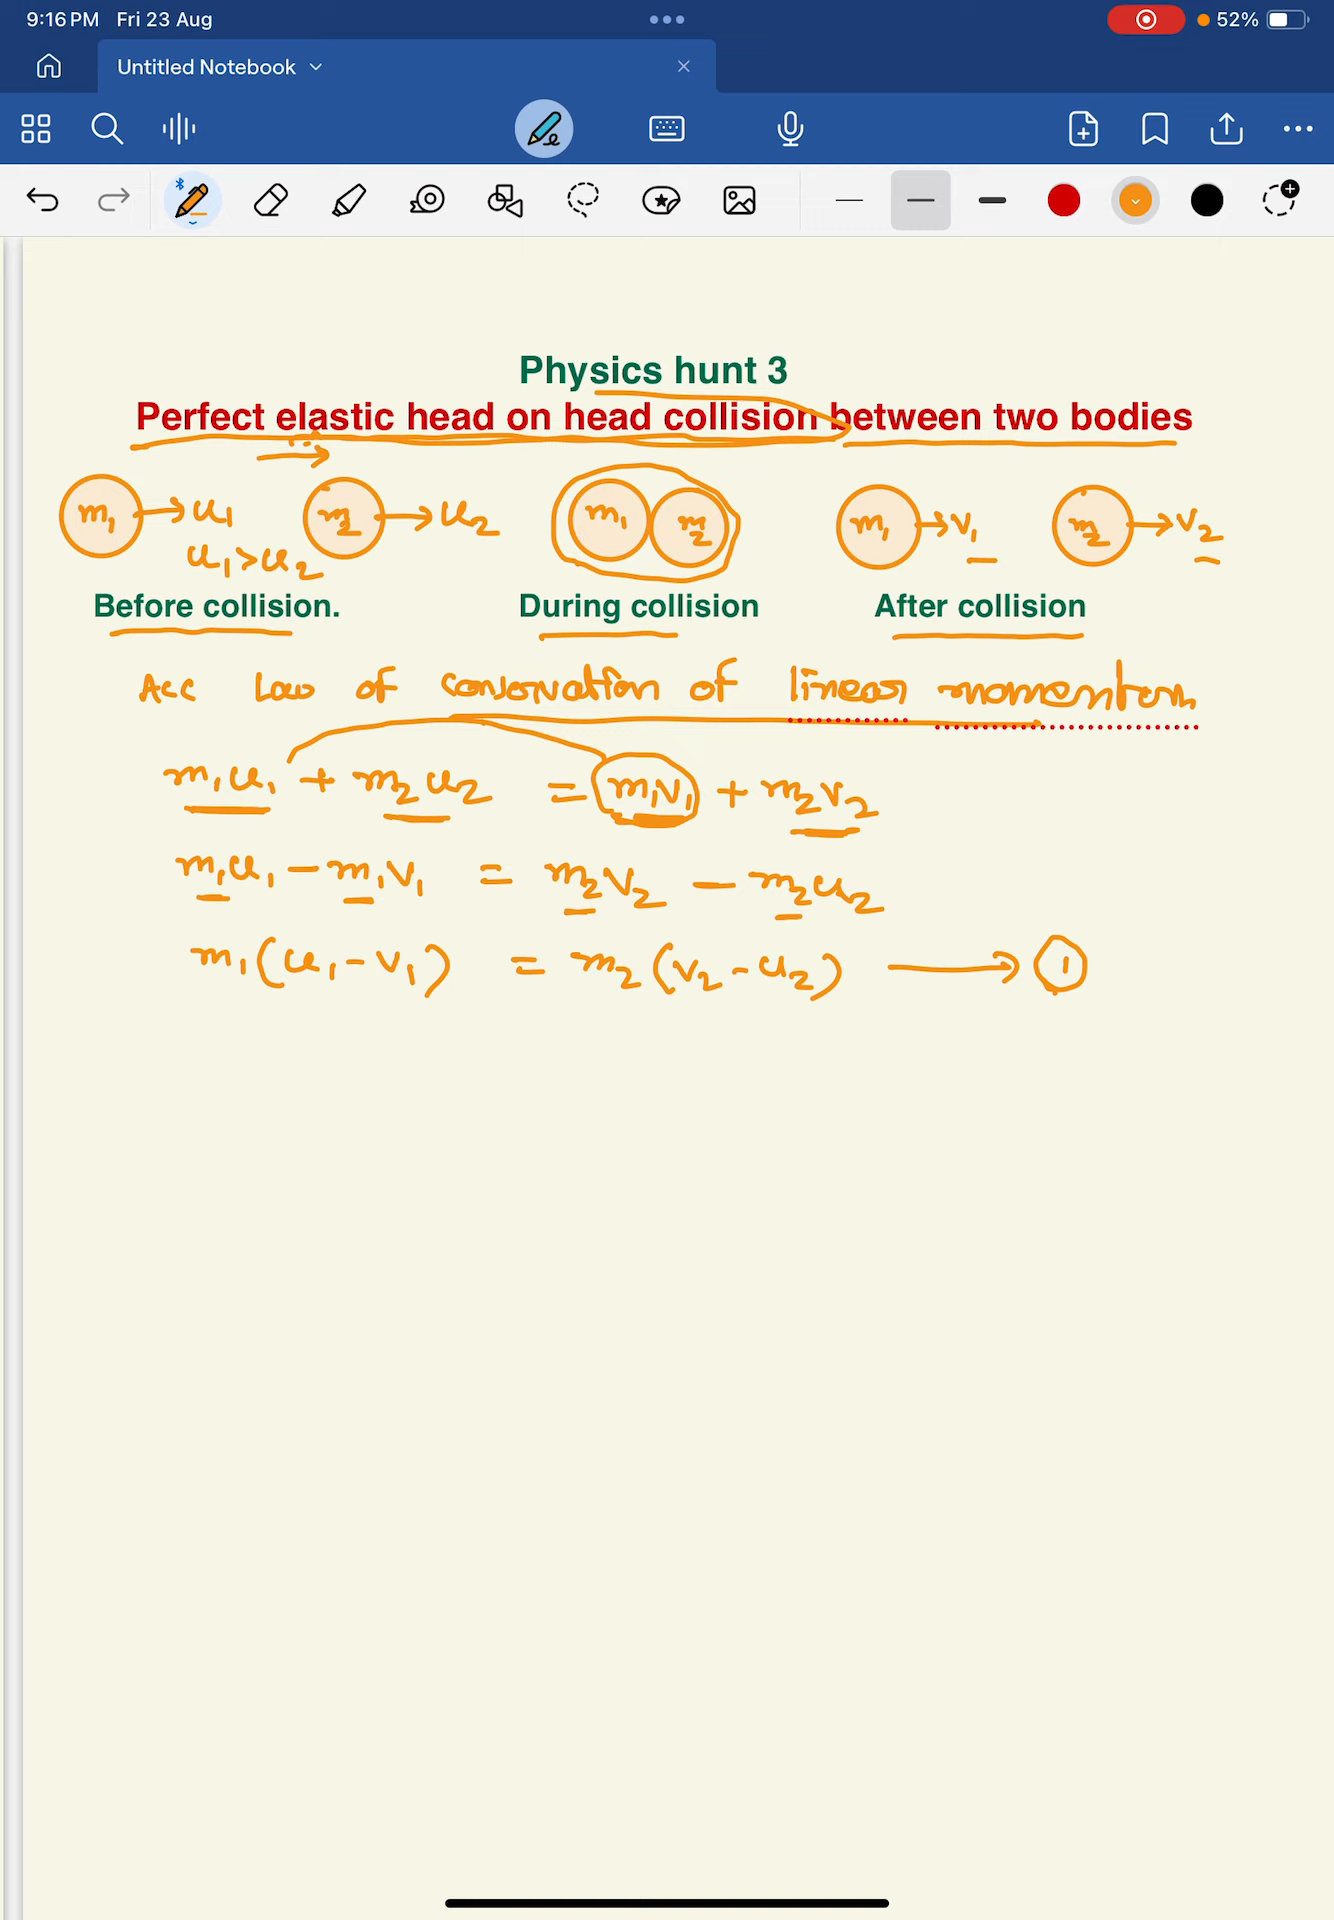 9:16 PM Fri 23 Aug
52%
Untitled Notebook
Physics hunt 3
Perfect elastic head on head collision between two bodies
m₁ → u₁ m₂ → u₂ m₁ m₂ m₁ → v₁ m₂ → v₂
u₁ > u₂
Before collision. During collision After collision
Acc Law of conservation of linear momentum
m₁u₁ + m₂u₂ = m₁v₁ + m₂v₂
m₁u₁ − m₁v₁ = m₂v₂ − m₂u₂
m₁(u₁ − v₁) = m₂(v₂ − u₂) → ①